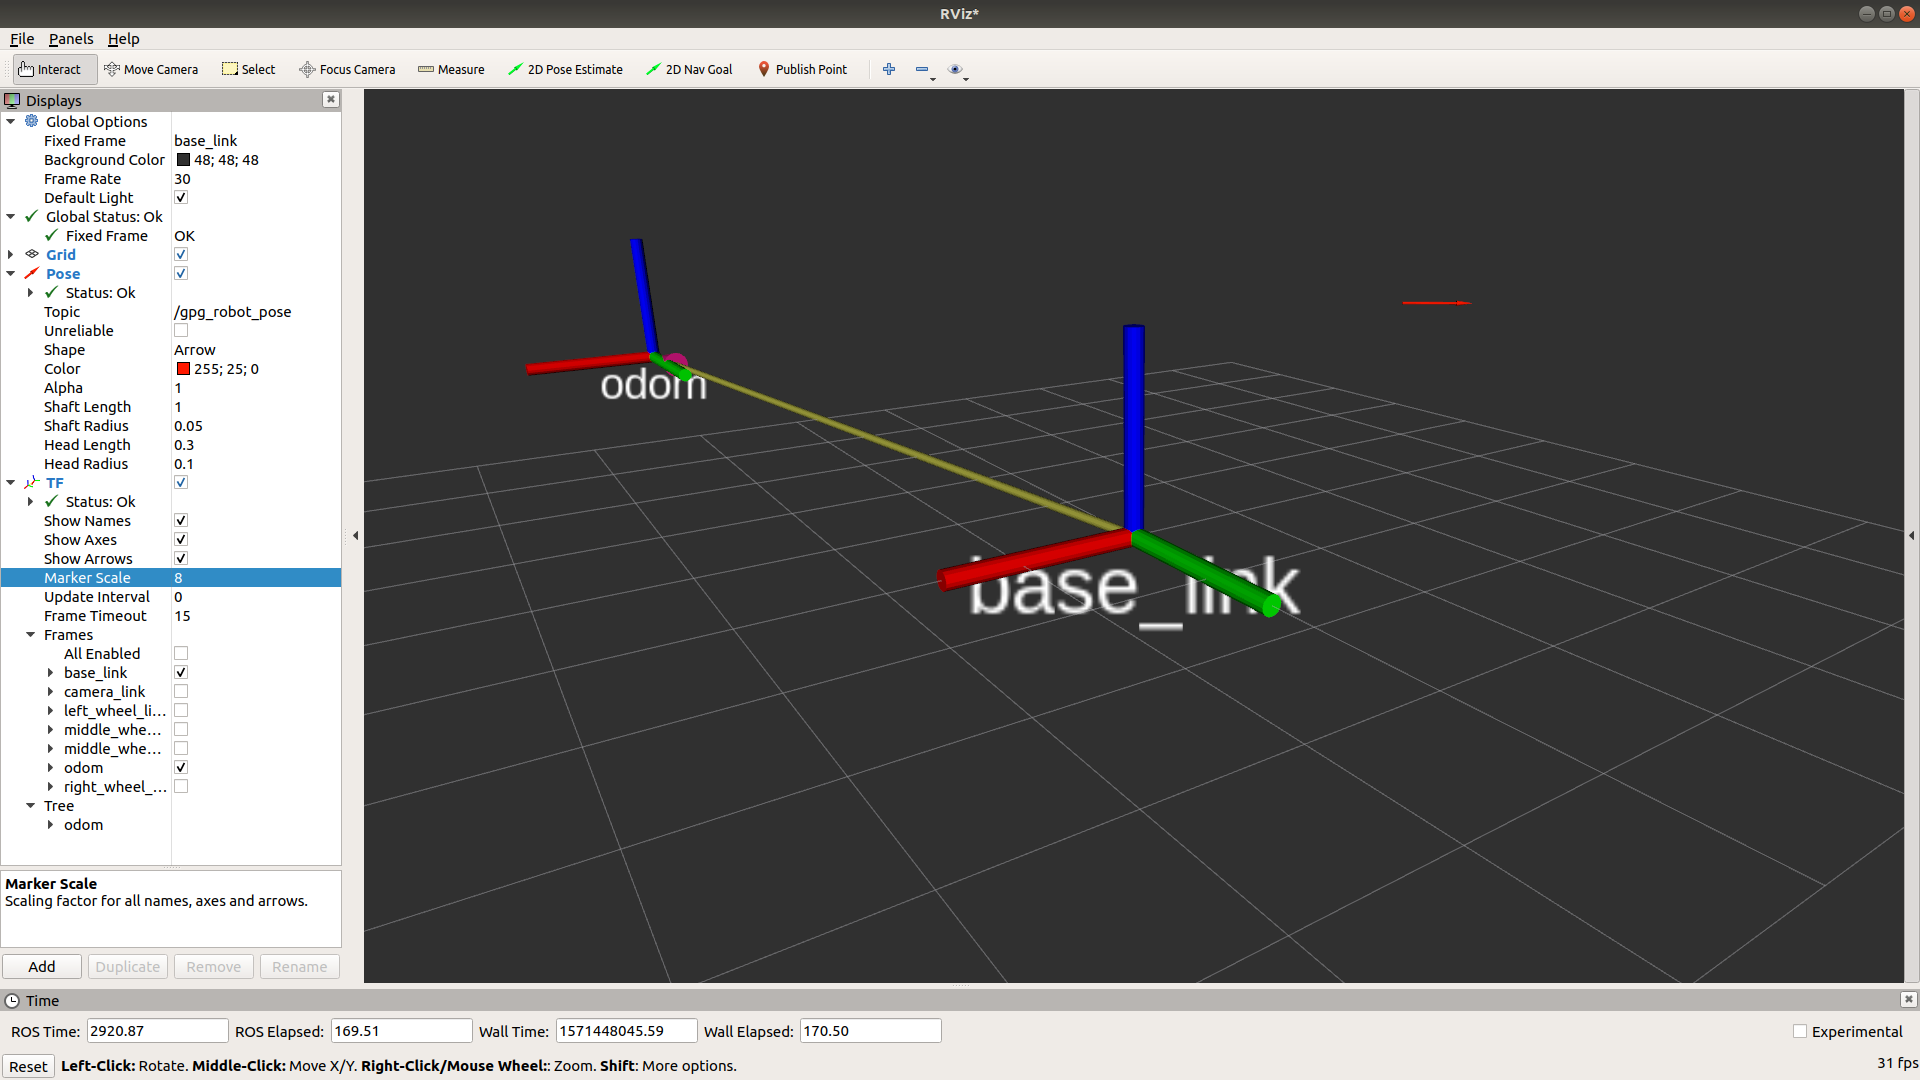 RViz*
File Panels Help
Interact Move Camera Select Focus Camera Measure 2D Pose Estimate 2D Nav Goal Publish Point
Displays
Global Options
Fixed Frame base_link
Background Color 48; 48; 48
Frame Rate 30
Default Light
Global Status: Ok
Fixed Frame OK
Grid
Pose
Status: Ok
Topic /gpg_robot_pose
Unreliable
Shape Arrow
Color 255; 25; 0
Alpha 1
Shaft Length 1
Shaft Radius 0.05
Head Length 0.3
Head Radius 0.1
TF
Status: Ok
Show Names
Show Axes
Show Arrows
Marker Scale 8
Update Interval 0
Frame Timeout 15
Frames
All Enabled
base_link
camera_link
left_wheel_li...
middle_whe...
middle_whe...
odom
right_wheel_...
Tree
odom
Marker Scale
Scaling factor for all names, axes and arrows.
Add Duplicate Remove Rename
odom
base_link
Time
ROS Time: 2920.87 ROS Elapsed: 169.51 Wall Time: 1571448045.59 Wall Elapsed: 170.50 Experimental
Reset Left-Click: Rotate. Middle-Click: Move X/Y. Right-Click/Mouse Wheel:: Zoom. Shift: More options. 31 fps